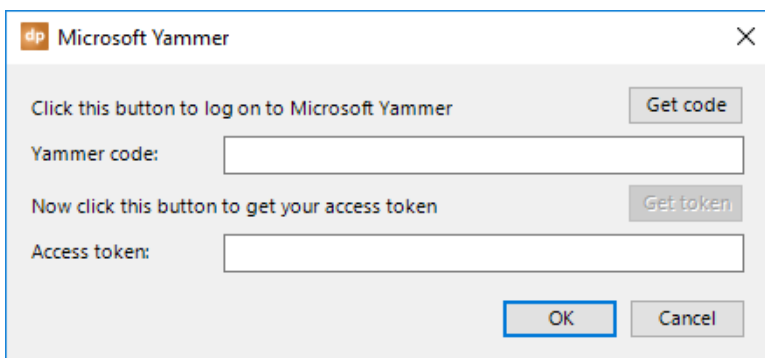 dp Microsoft Yammer
Click this button to log on to Microsoft Yammer Get code
Yammer code:
Now click this button to get your access token Get token
Access token:
OK Cancel